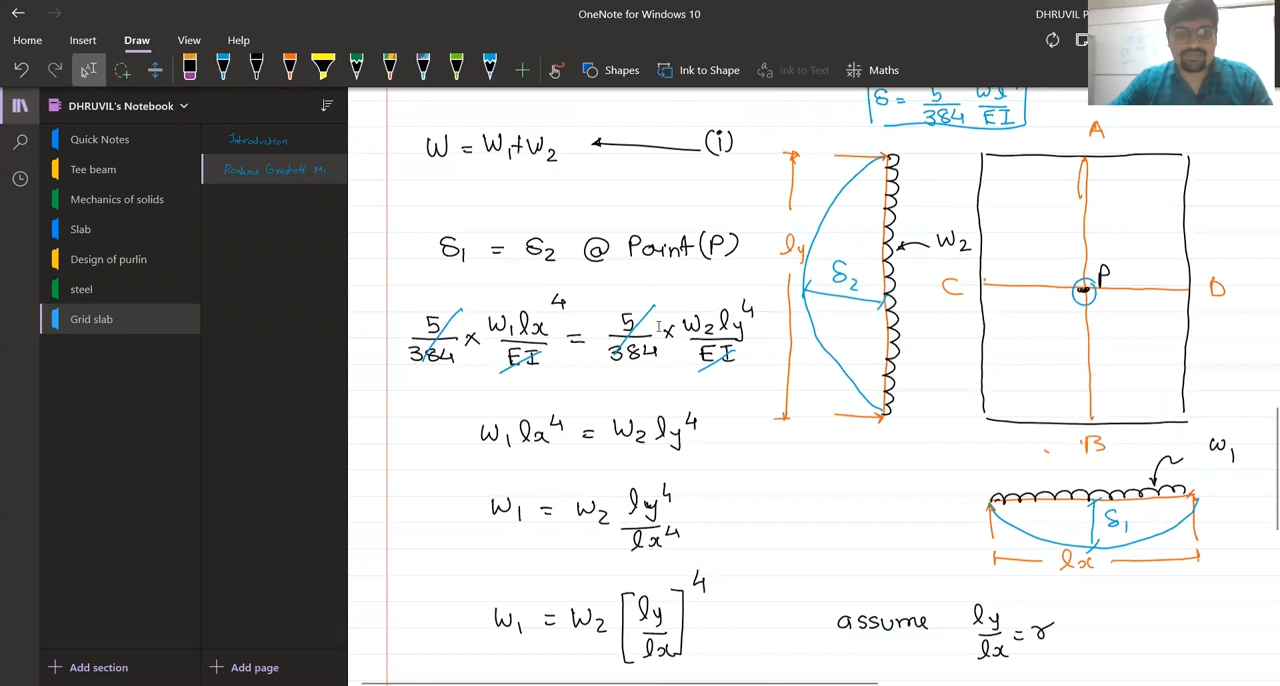 OneNote for Windows 10
DHRUVIL P
Home Insert Draw View Help
Shapes Ink to Shape Ink to Text Maths
DHRUVIL's Notebook
Quick Notes
Tee beam
Mechanics of solids
Slab
Design of purlin
steel
Grid slab
Add section
Introduction
Rankine Grashoff M
Add page
δ = 5/384 wl⁴/EI
W = W₁+W₂ ← (i)
δ₁ = δ₂ @ Point(P)
5/384 × w₁lx⁴/EI = 5/384 × w₂ly⁴/EI
w₁lx⁴ = w₂ly⁴
w₁ = w₂ ly⁴/lx⁴
w₁ = w₂ [ly/lx]⁴
assume ly/lx = r
ly
δ₂
W₂
A
C
P
D
B
w₁
δ₁
lx